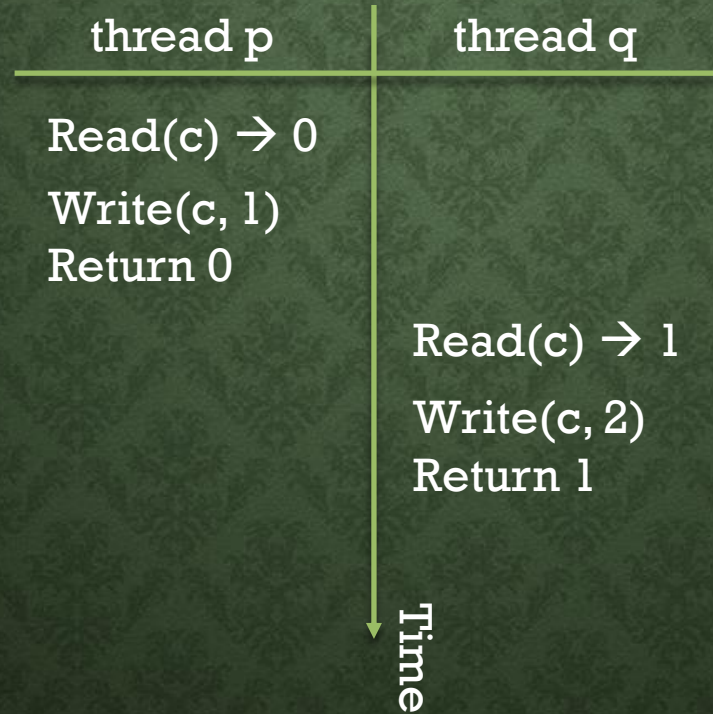 thread p
thread q
Read(c) → 0
Write(c, 1)
Return 0
Read(c) → 1
Write(c, 2)
Return 1
Time